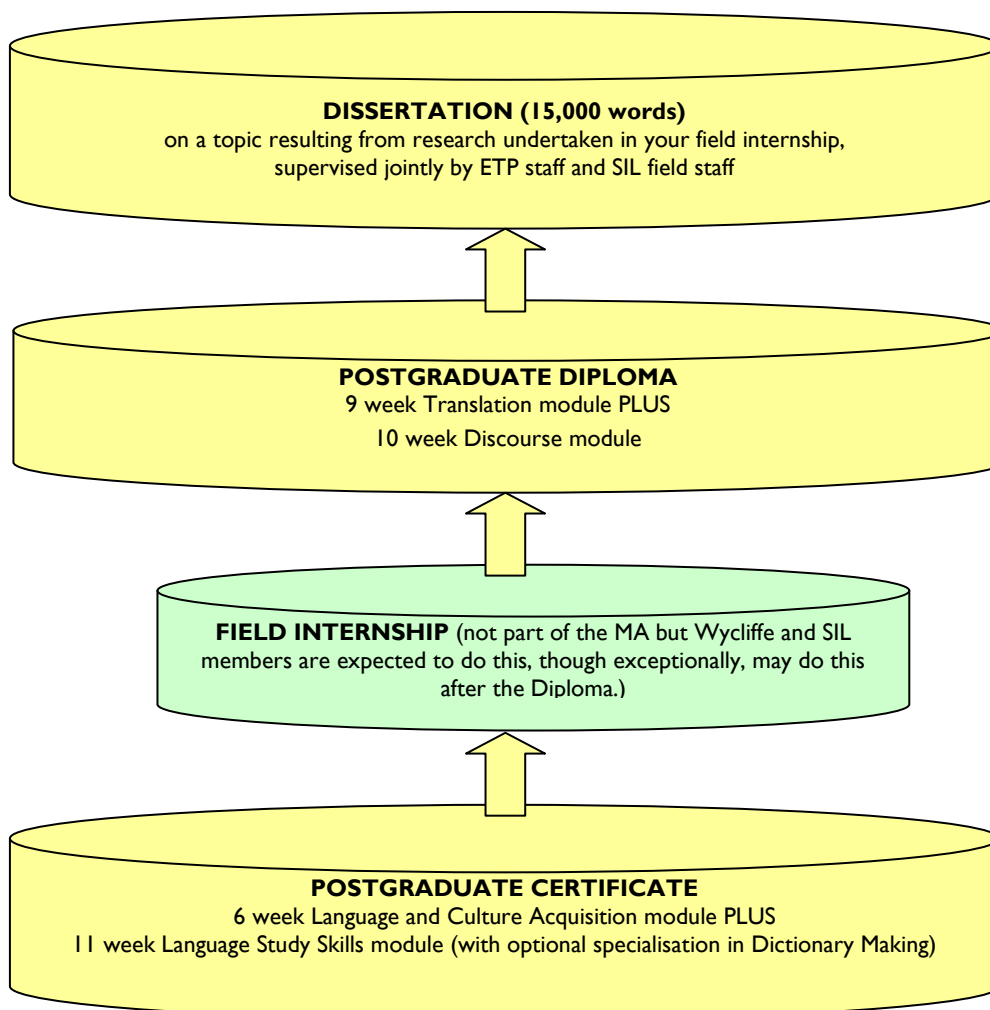 DISSERTATION (15,000 words)
on a topic resulting from research undertaken in your field internship,
supervised jointly by ETP staff and SIL field staff
POSTGRADUATE DIPLOMA
9 week Translation module PLUS
10 week Discourse module
FIELD INTERNSHIP (not part of the MA but Wycliffe and SIL
members are expected to do this, though exceptionally, may do this
after the Diploma.)
POSTGRADUATE CERTIFICATE
6 week Language and Culture Acquisition module PLUS
11 week Language Study Skills module (with optional specialisation in Dictionary Making)